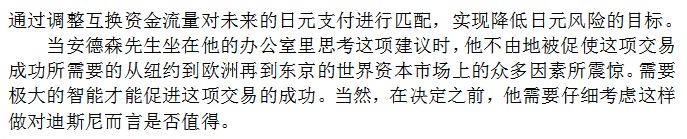 通过调整互换资金流量对未来的日元支付进行匹配，实现降低日元风险的目标。
当安德森先生坐在他的办公室里思考这项建议时，他不由地被促使这项交易
成功所需要的从纽约到欧洲再到东京的世界资本市场上的众多因素所震惊。需要
极大的智能才能促进这项交易的成功。当然，在决定之前，他需要仔细考虑这样
做对迪斯尼而言是否值得。